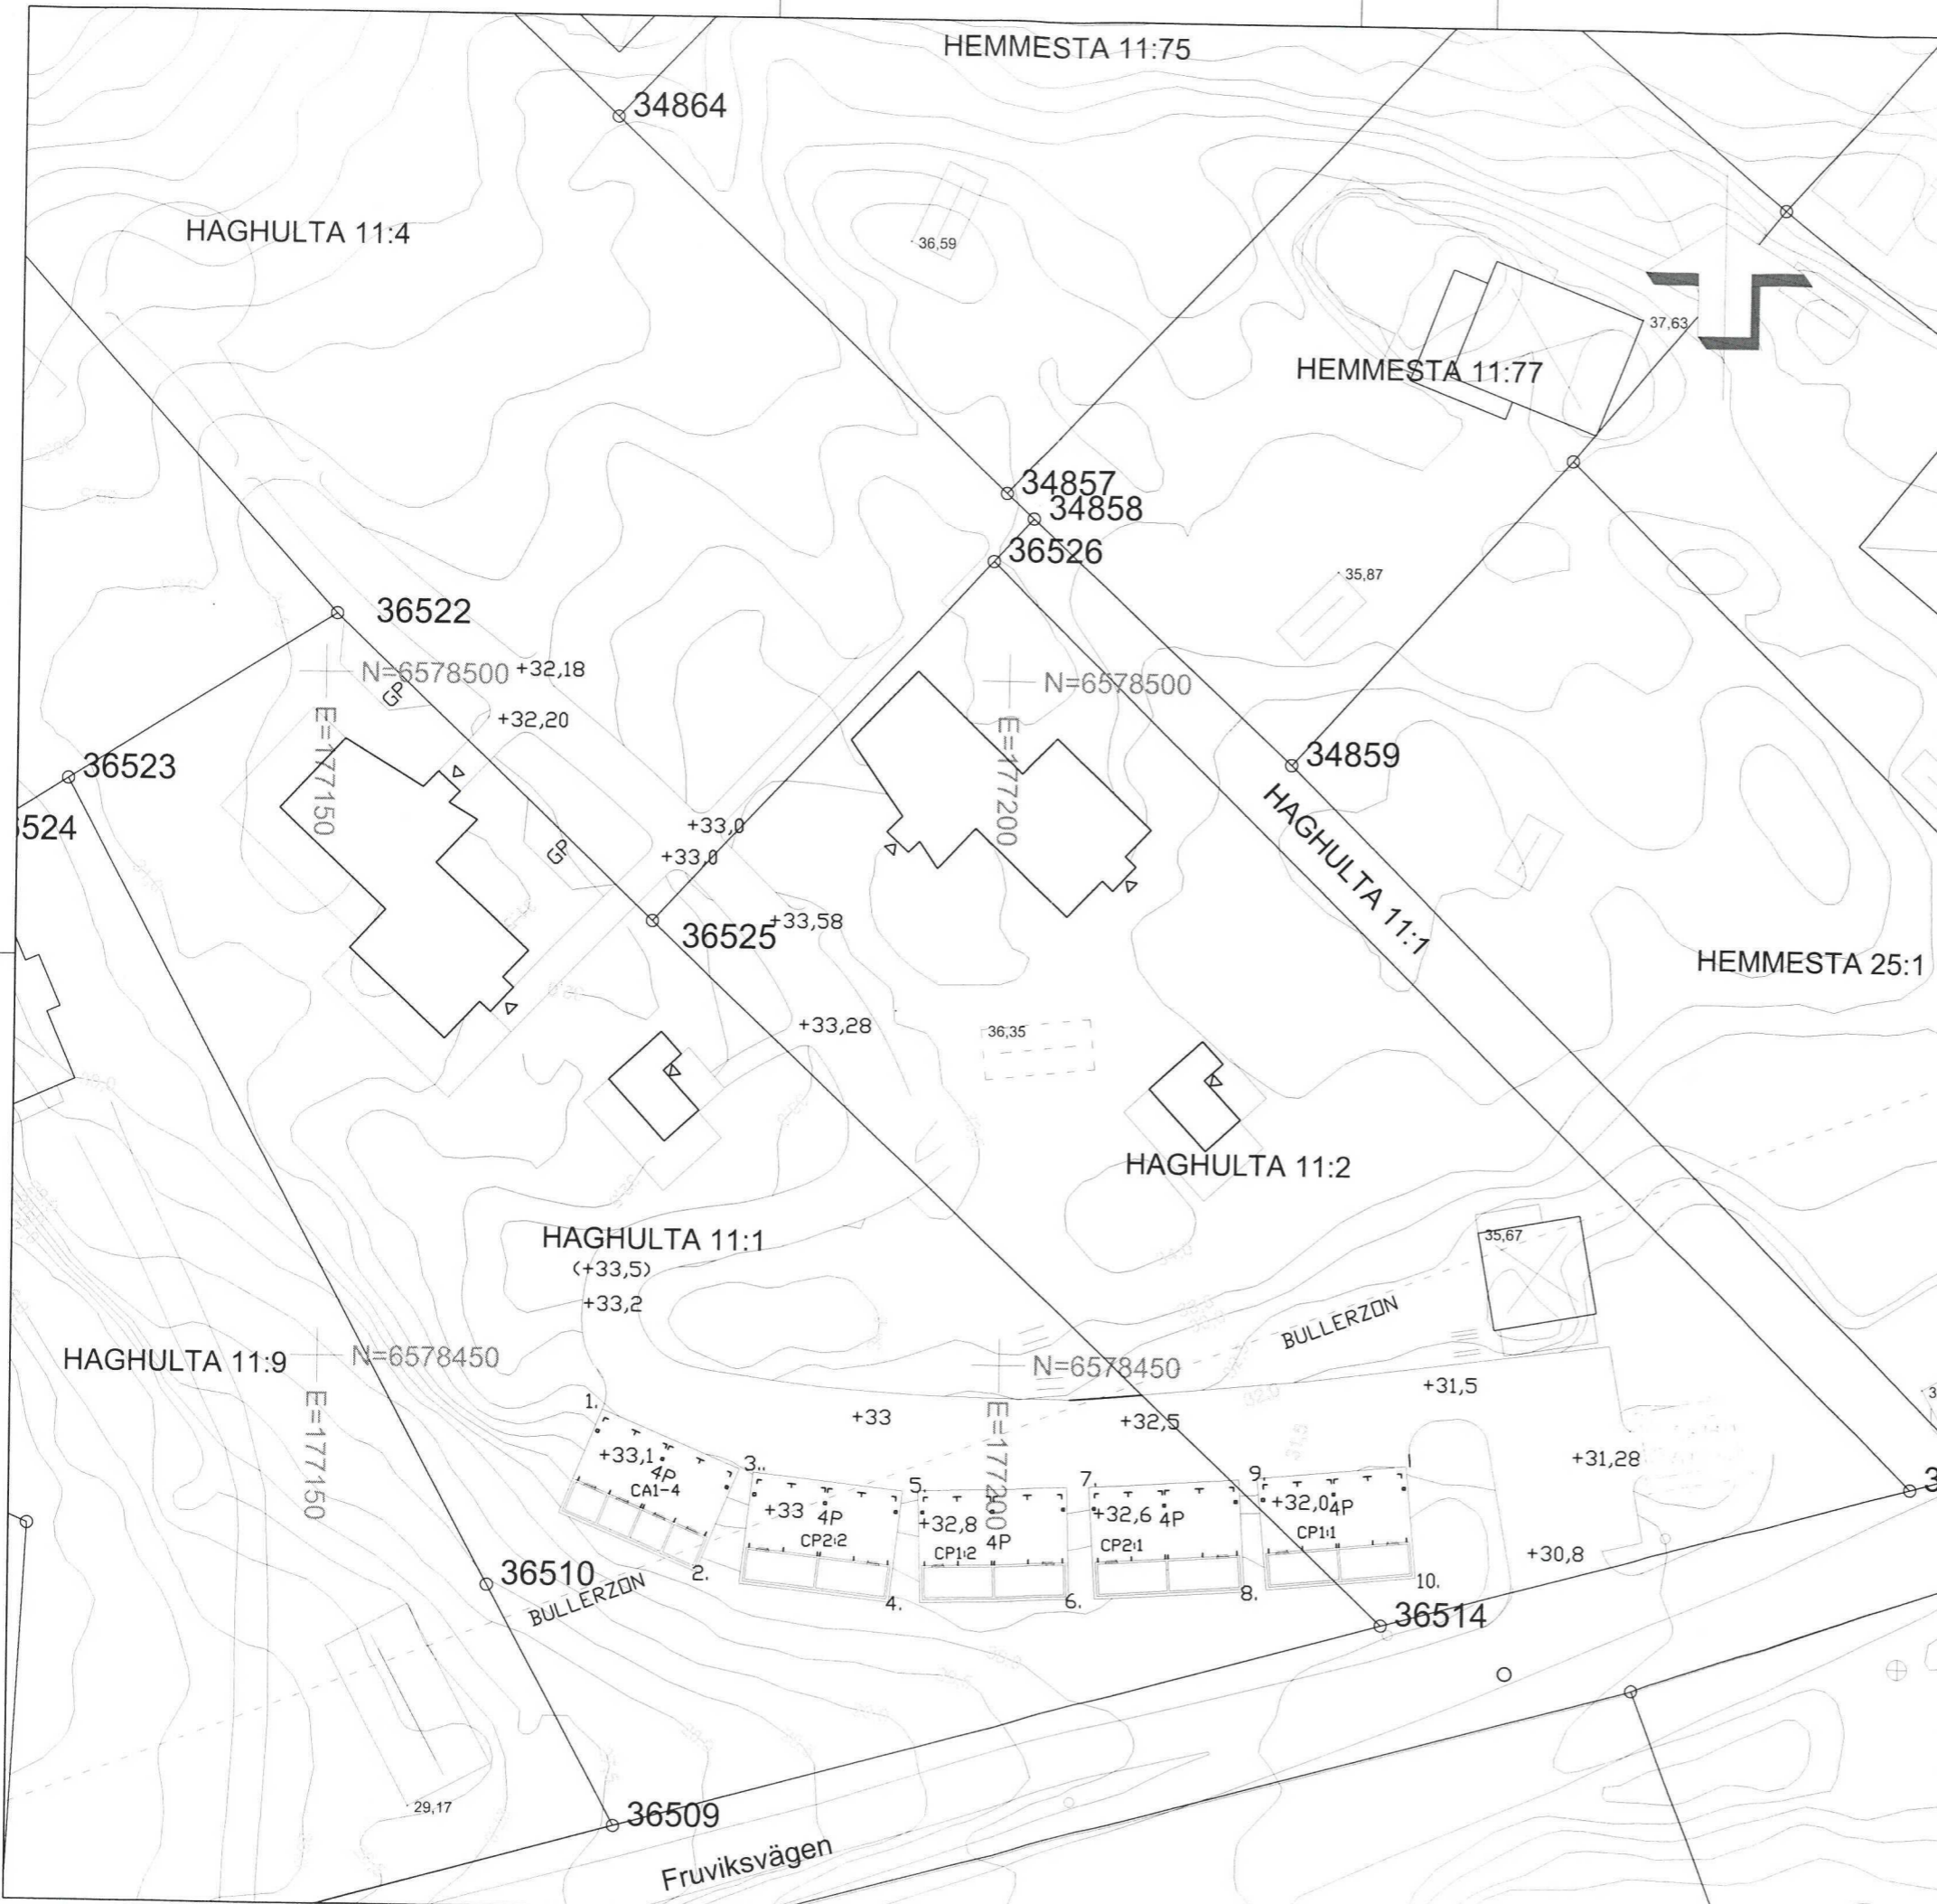 HEMMESTA 11:75
34864
HAGHULTA 11:4
36,59
37,63
HEMMESTA 11:77
34857
34858
36526
35,87
36522
N=6578500
+32,18
N=6578500
GP
+32,20
E=177150
E=177200
36523
34859
HAGHULTA 11:1
+33,0
+33,0
GP
36525
+33,58
HEMMESTA 25:1
+33,28
36,35
HAGHULTA 11:2
HAGHULTA 11:1
(+33,5)
+33,2
35,67
BULLERZON
HAGHULTA 11:9
N=6578450
N=6578450
E=177150
E=177200
+31,5
+33
+32,5
+31,28
1.
+33,1
4P
CA1-4
2.
3.
+33
4P
CP2:2
4.
5.
+32,8
4P
CP1:2
6.
7.
+32,6
4P
CP2:1
8.
9.
+32,0
4P
CP1:1
10.
+30,8
36510
BULLERZON
36514
29,17
36509
Fruviksvägen